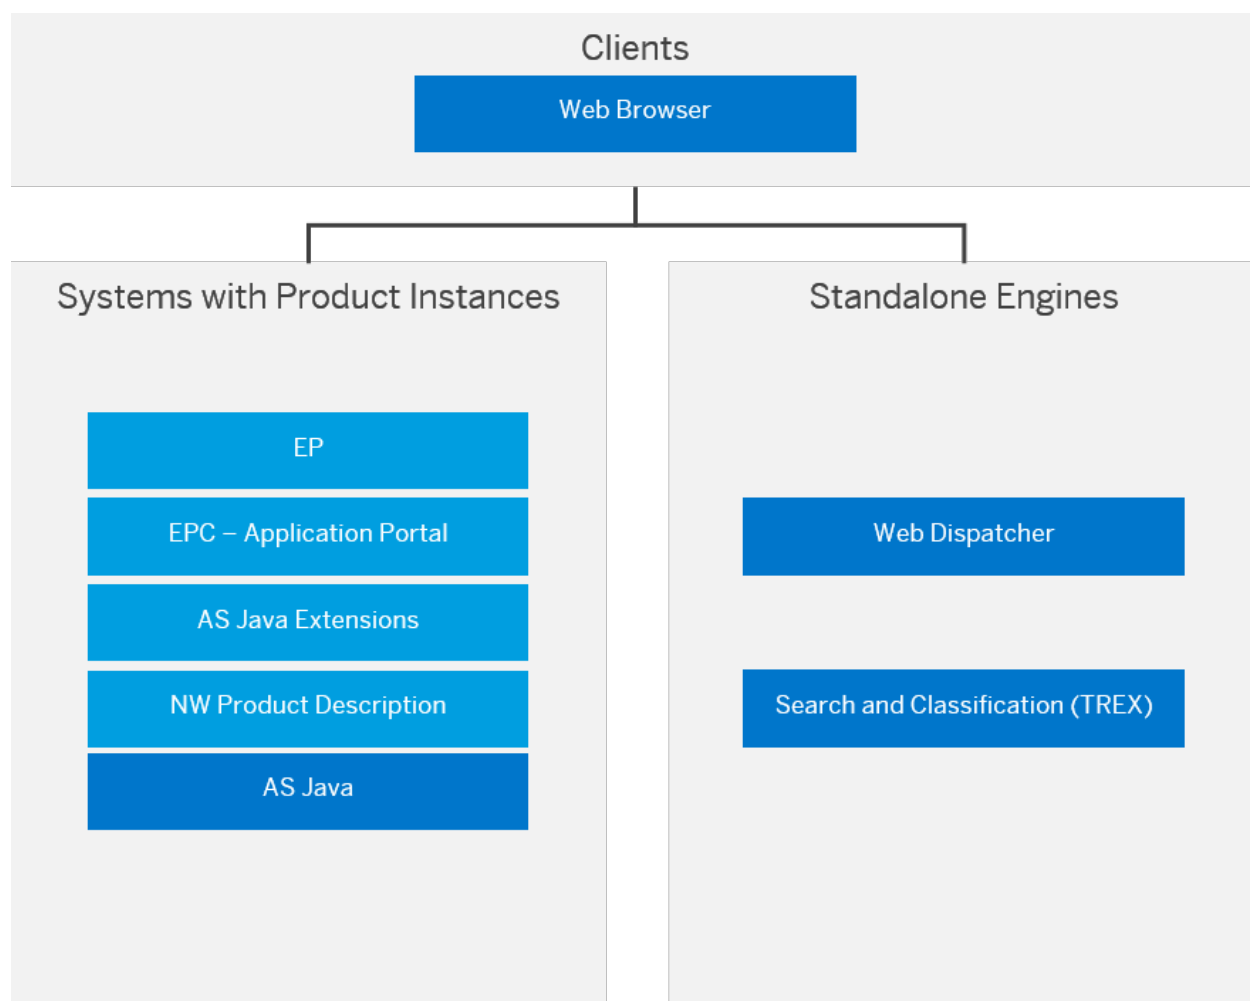 Clients
Web Browser
Systems with Product Instances
EP
EPC – Application Portal
AS Java Extensions
NW Product Description
AS Java
Standalone Engines
Web Dispatcher
Search and Classification (TREX)